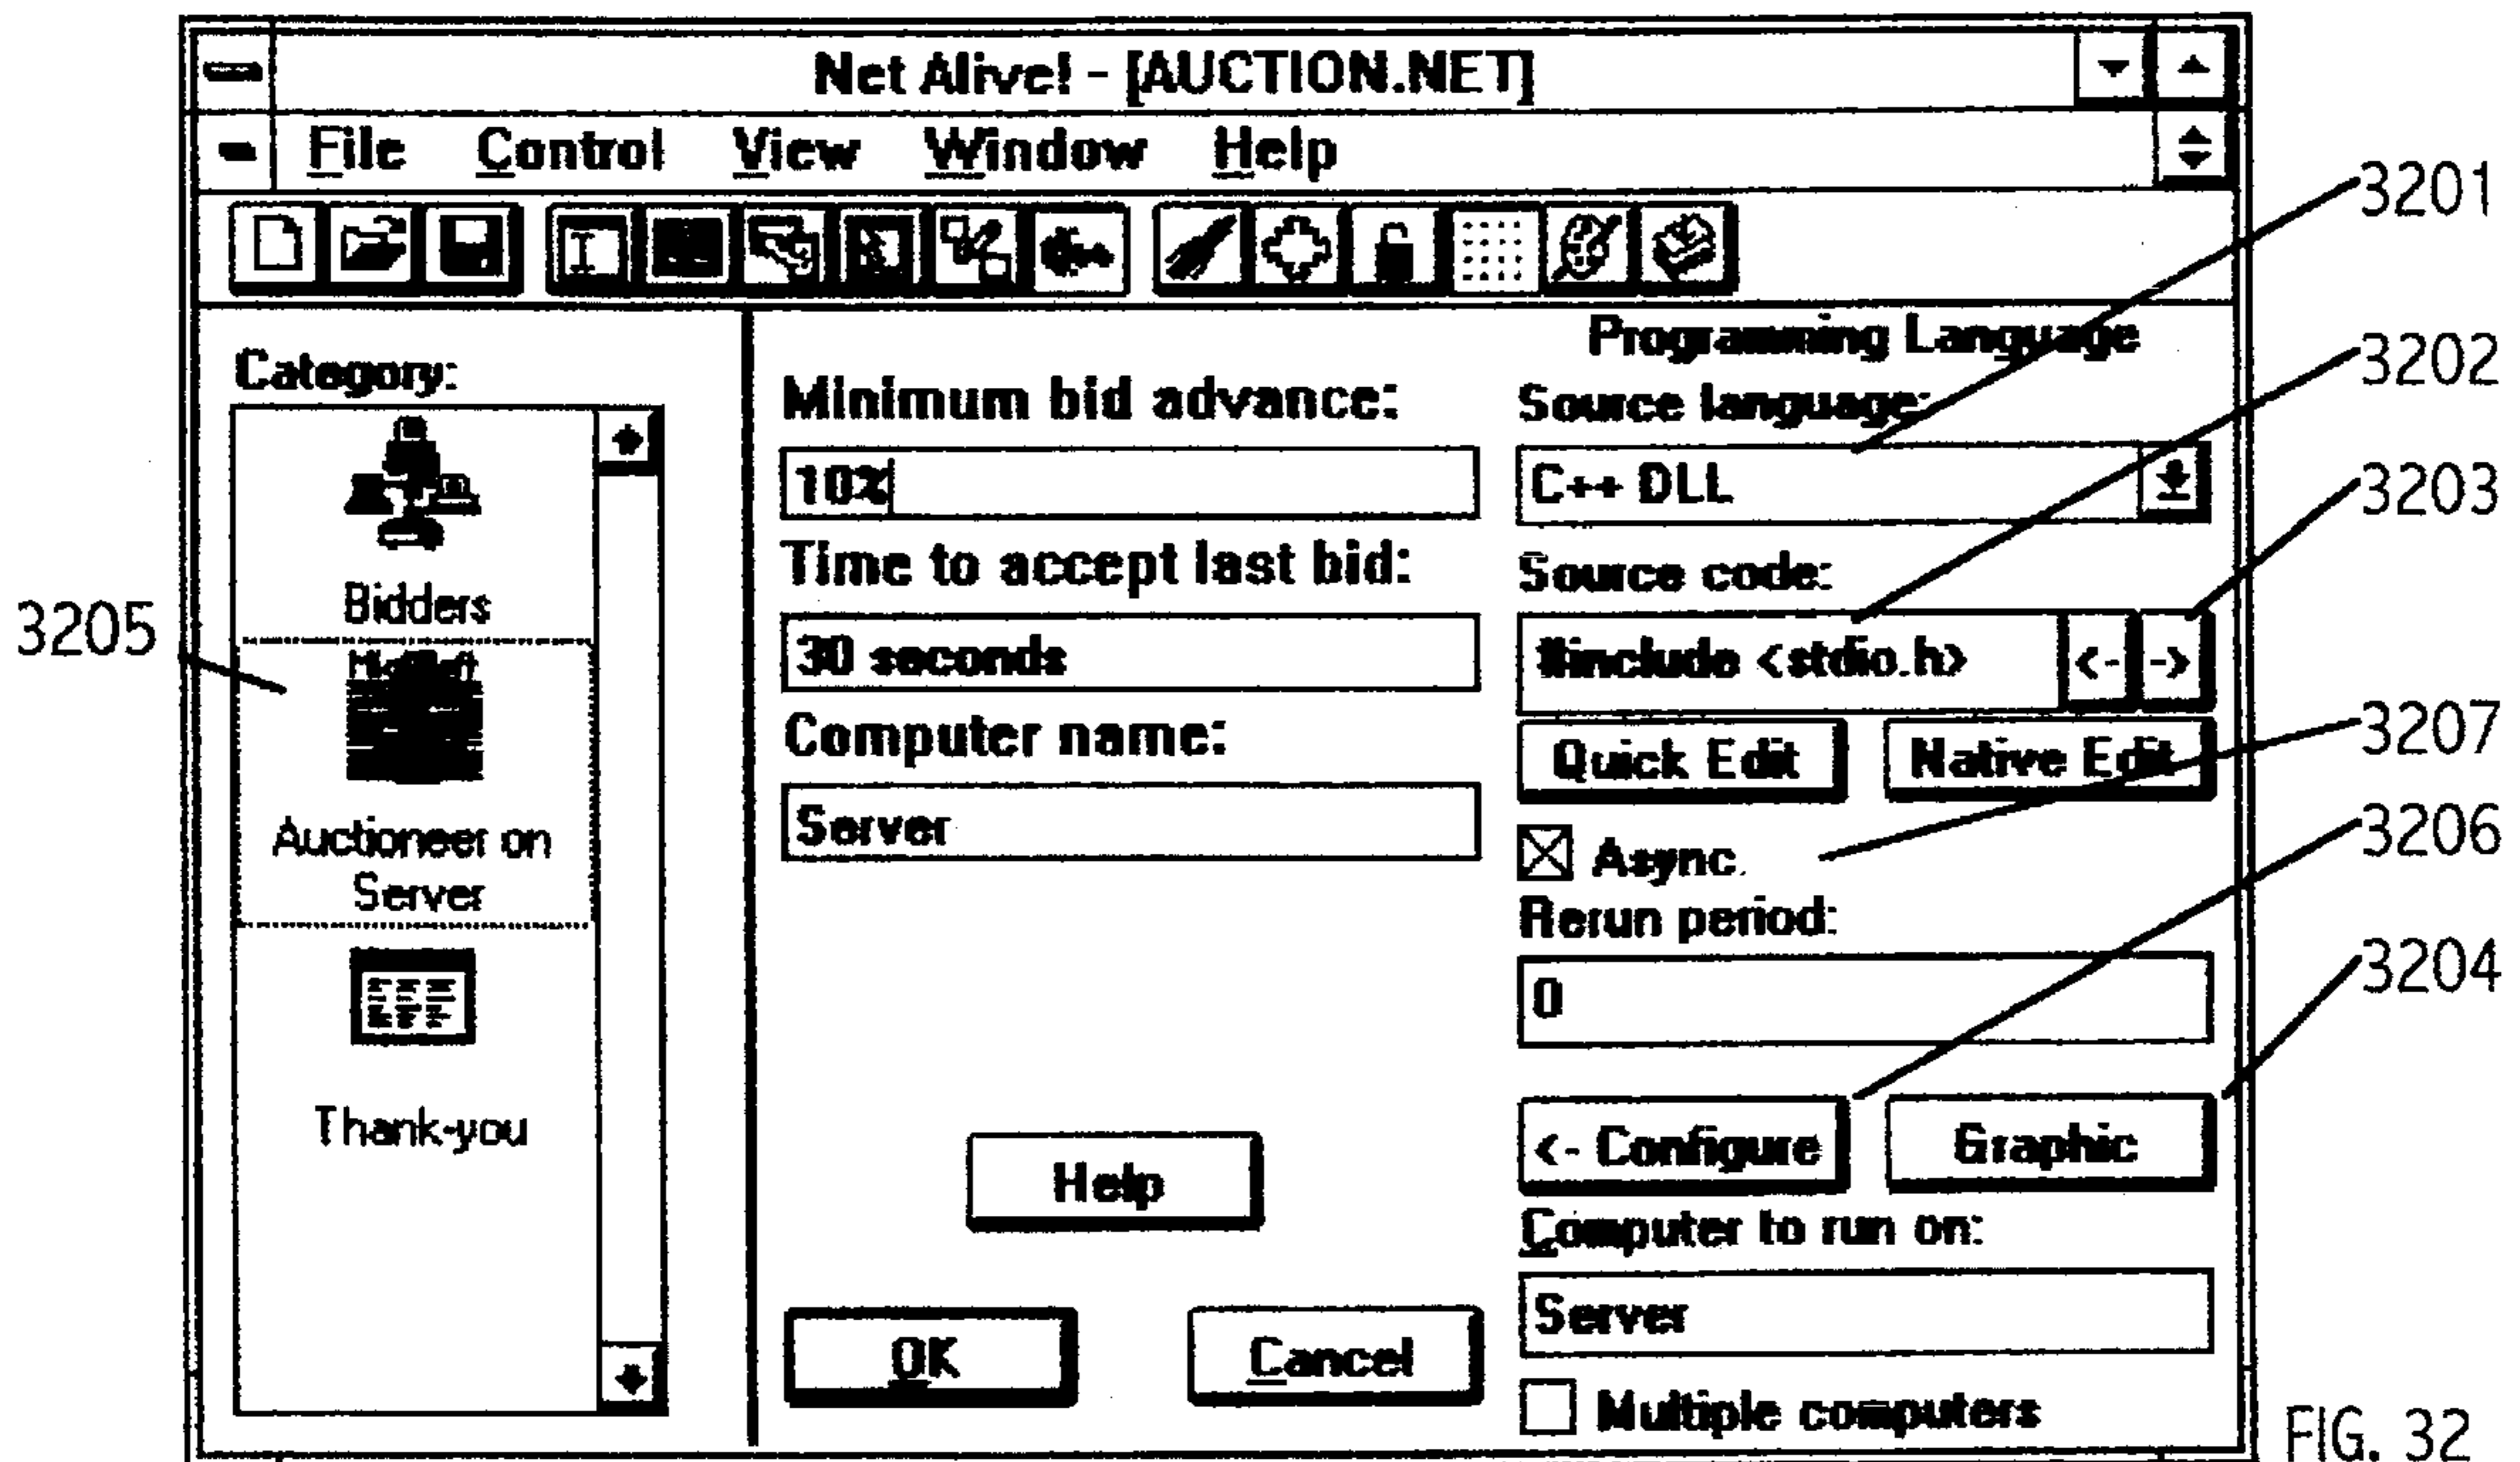 Net Alive! - [AUCTION.NET]
File Control View Window Help
3201
3202
3203
3207
3206
3204
3205
Category:
Bidders
Auctioneer on
Server
Thank-you
Minimum bid advance:
10%
Time to accept last bid:
30 seconds
Computer name:
Server
Help
OK
Cancel
Programming Language
Source language:
C++ DLL
Source code:
#include <stdio.h>
<-
->
Quick Edit
Native Edit
Async
Rerun period:
0
<- Configure
Graphic
Computer to run on:
Server
Multiple computers
FIG. 32